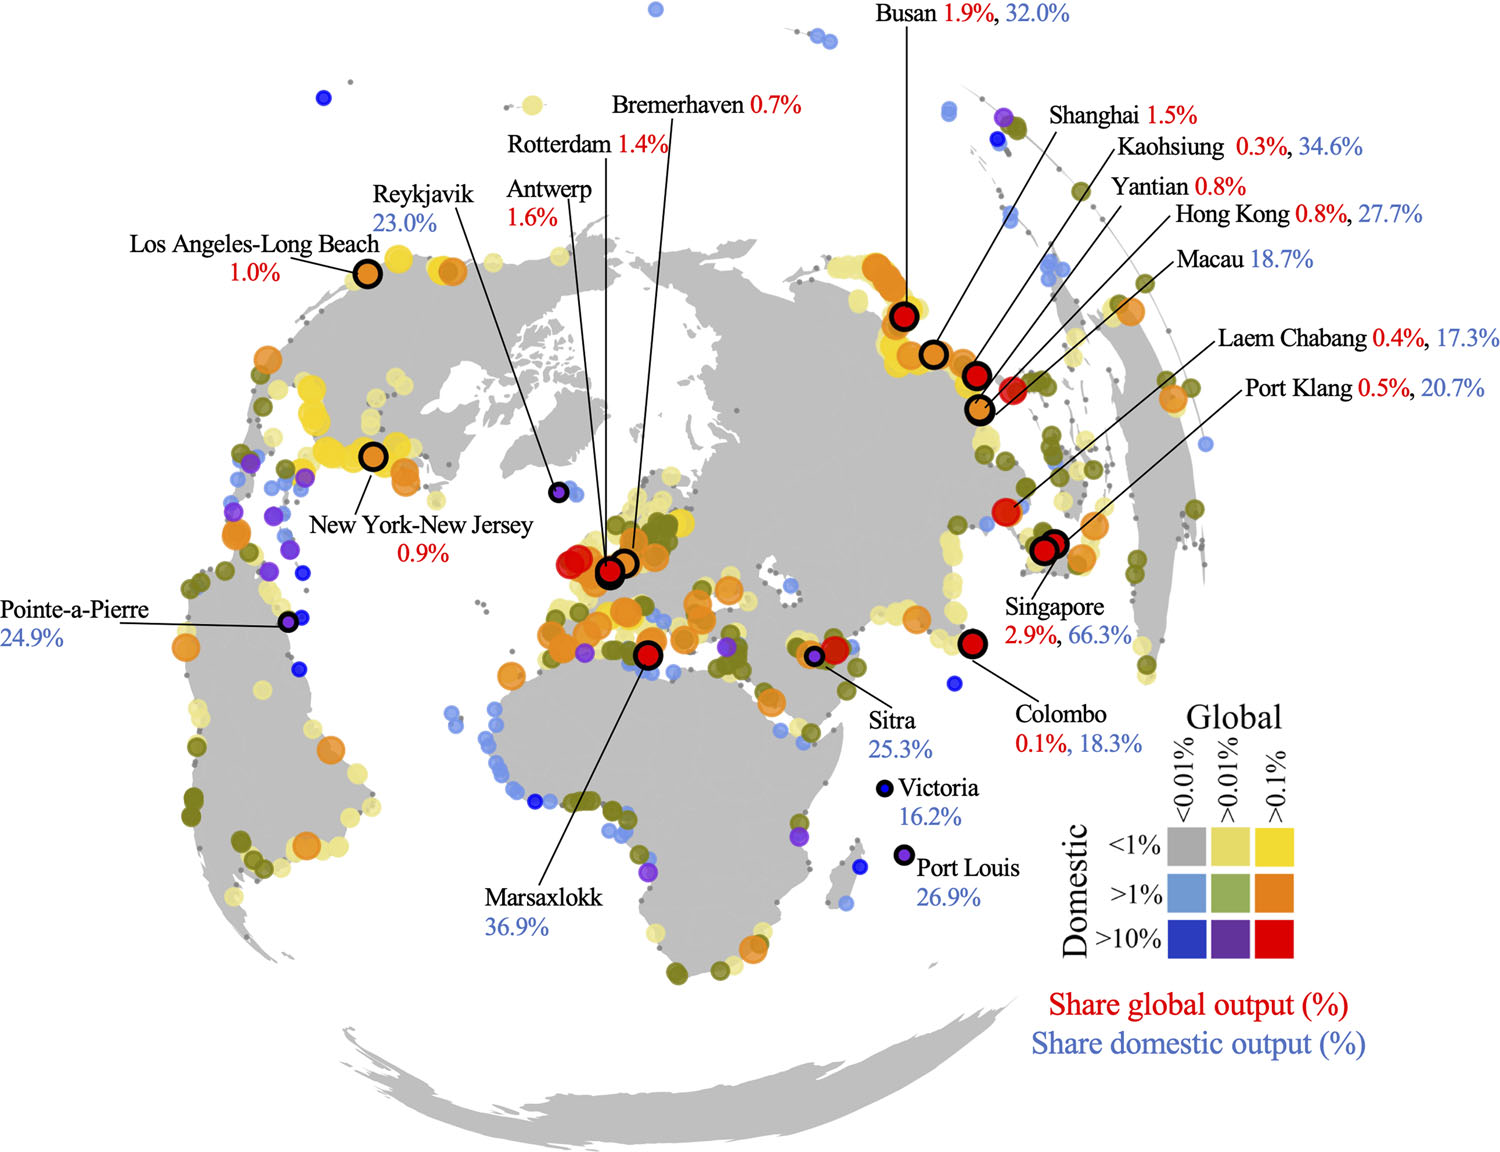 Busan 1.9%, 32.0%
Bremerhaven 0.7%
Shanghai 1.5%
Rotterdam 1.4%
Kaohsiung 0.3%, 34.6%
Reykjavik
23.0%
Antwerp
1.6%
Yantian 0.8%
Hong Kong 0.8%, 27.7%
Los Angeles-Long Beach
1.0%
Macau 18.7%
Laem Chabang 0.4%, 17.3%
Port Klang 0.5%, 20.7%
New York-New Jersey
0.9%
Pointe-a-Pierre
24.9%
Singapore
2.9%, 66.3%
Sitra
25.3%
Colombo
0.1%, 18.3%
Victoria
16.2%
Port Louis
26.9%
Marsaxlokk
36.9%
Global
<0.01%
>0.01%
>0.1%
Domestic
<1%
>1%
>10%
Share global output (%)
Share domestic output (%)